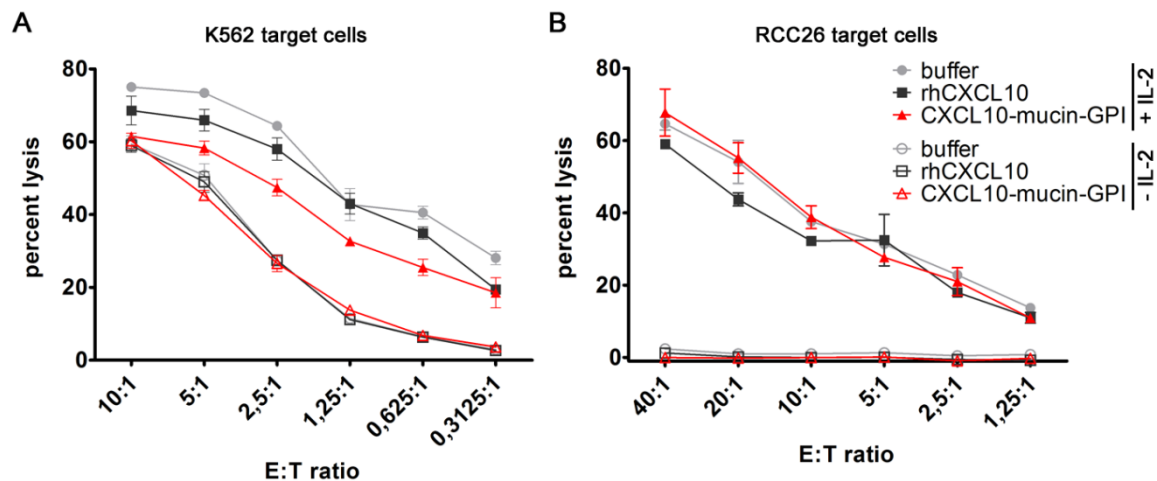 A
K562 target cells
percent lysis
80
60
40
20
0
10:1
5:1
2,5:1
1,25:1
0,625:1
0,3125:1
E:T ratio
B
RCC26 target cells
percent lysis
80
60
40
20
0
40:1
20:1
10:1
5:1
2,5:1
1,25:1
E:T ratio
buffer
rhCXCL10
CXCL10-mucin-GPI
+ IL-2
buffer
rhCXCL10
CXCL10-mucin-GPI
- IL-2